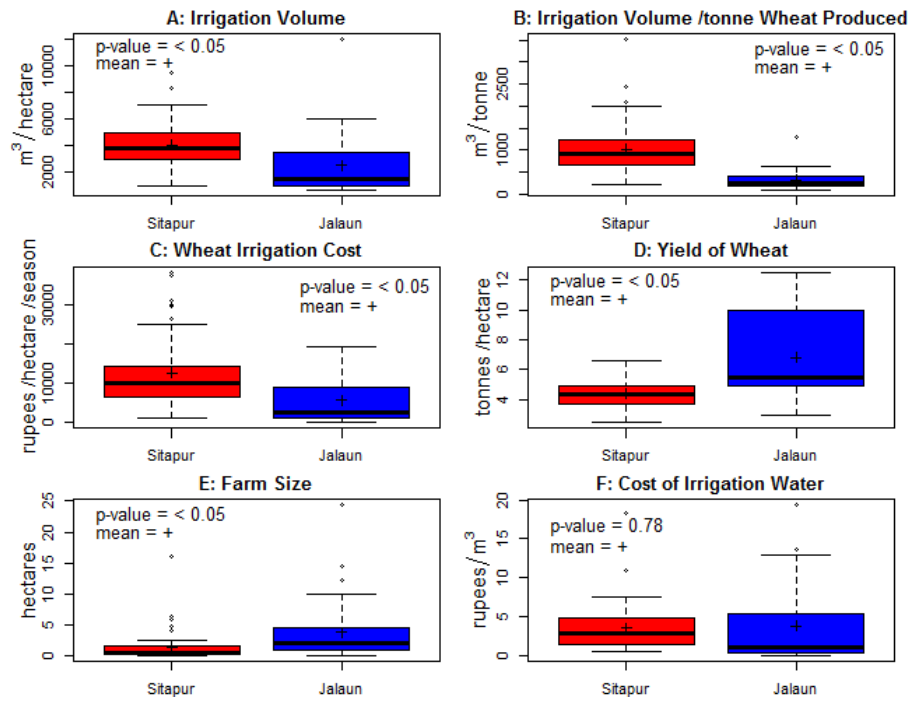 A: Irrigation Volume
p-value = < 0.05
mean = +
m³ / hectare
10000
6000
2000
Sitapur Jalaun
B: Irrigation Volume /tonne Wheat Produced
p-value = < 0.05
mean = +
m³ / tonne
2500
1000
0
Sitapur Jalaun
C: Wheat Irrigation Cost
p-value = < 0.05
mean = +
rupees /hectare /season
30000
10000
0
Sitapur Jalaun
D: Yield of Wheat
p-value = < 0.05
mean = +
tonnes /hectare
12
10
8
6
4
Sitapur Jalaun
E: Farm Size
p-value = < 0.05
mean = +
hectares
25
20
15
10
5
0
Sitapur Jalaun
F: Cost of Irrigation Water
p-value = 0.78
mean = +
rupees/ m³
20
15
10
5
0
Sitapur Jalaun